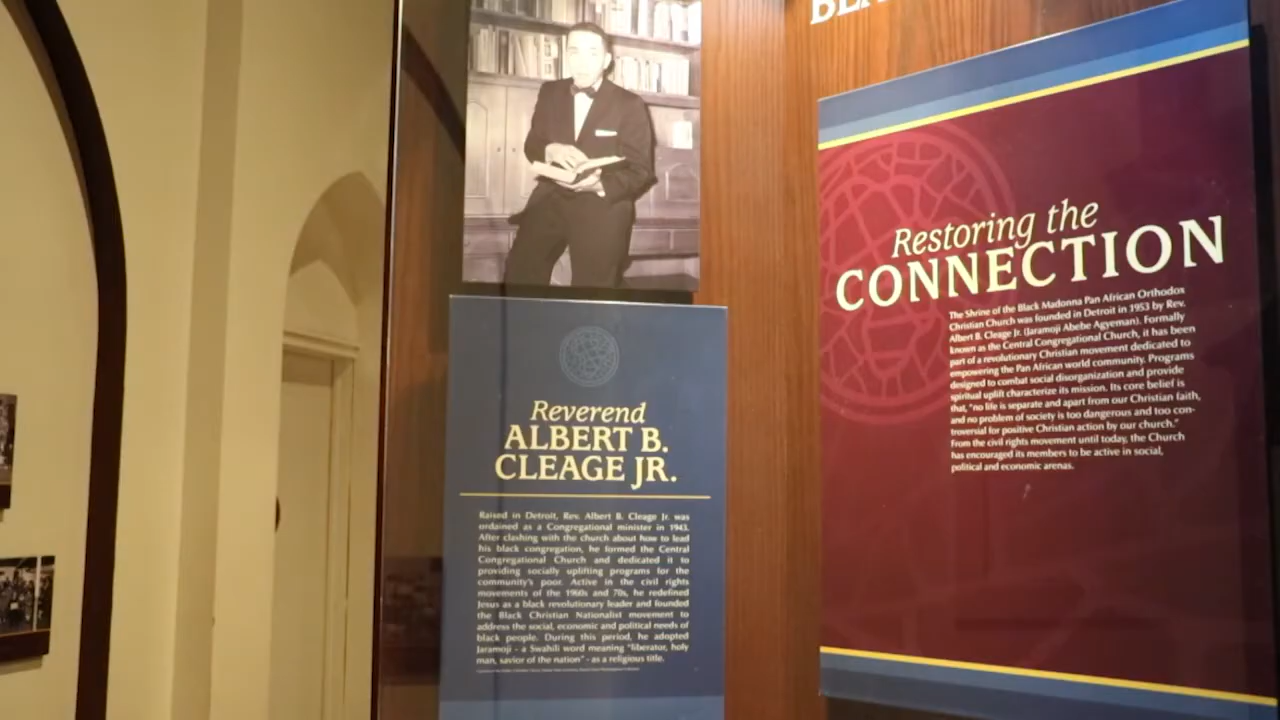 BLA
Reverend
ALBERT B.
CLEAGE JR.
Raised in Detroit, Rev. Albert B. Cleage Jr. was
ordained as a Congregational minister in 1943.
After clashing with the church about how to lead
his black congregation, he formed the Central
Congregational Church and dedicated it to
providing socially uplifting programs for the
community's poor. Active in the civil rights
movements of the 1960s and 70s, he redefined
Jesus as a black revolutionary leader and founded
the Black Christian Nationalist movement to
address the social, economic and political needs of
black people. During this period, he adopted
Jaramoji - a Swahili word meaning "liberator, holy
man, savior of the nation" - as a religious title.
Restoring the
CONNECTION
The Shrine of the Black Madonna Pan African Orthodox
Christian Church was founded in Detroit in 1953 by Rev.
Albert B. Cleage Jr. (Jaramoji Abebe Agyeman). Formally
known as the Central Congregational Church, it has been
part of a revolutionary Christian movement dedicated to
empowering the Pan African world community. Programs
designed to combat social disorganization and provide
spiritual uplift characterize its mission. Its core belief is
that, "no life is separate and apart from our Christian faith,
and no problem of society is too dangerous and too con-
troversial for positive Christian action by our church."
From the civil rights movement until today, the Church
has encouraged its members to be active in social,
political and economic arenas.